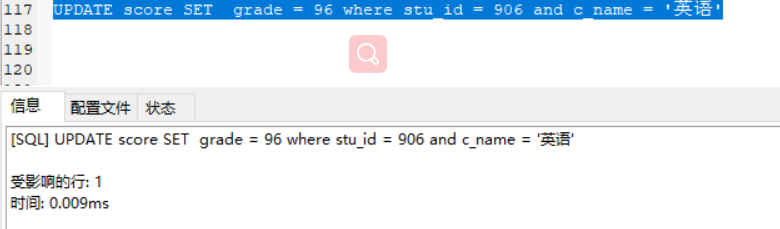 117 UPDATE score SET  grade = 96 where stu_id = 906 and c_name = '英语'
118
119
120
信息 配置文件 状态
[SQL] UPDATE score SET  grade = 96 where stu_id = 906 and c_name = '英语'
受影响的行: 1
时间: 0.009ms